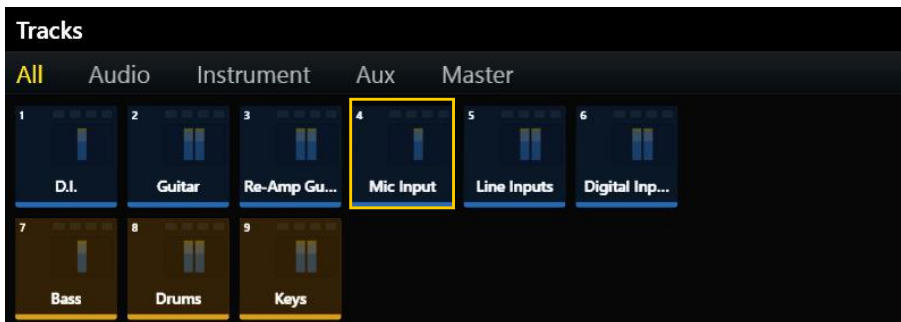 Tracks
All Audio Instrument Aux Master
1 2 3 4 5 6
D.I. Guitar Re-Amp Gu... Mic Input Line Inputs Digital Inp...
7 8 9
Bass Drums Keys